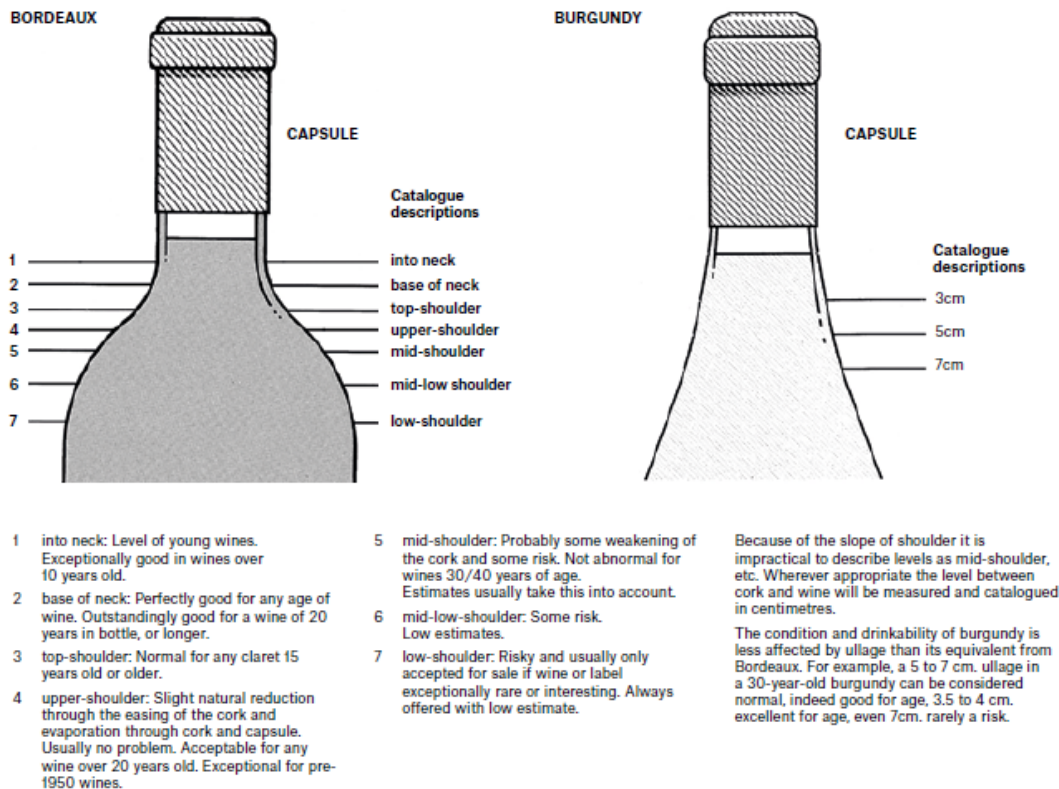 BORDEAUX
CAPSULE
Catalogue
descriptions
1 into neck
2 base of neck
3 top-shoulder
4 upper-shoulder
5 mid-shoulder
6 mid-low shoulder
7 low-shoulder
BURGUNDY
CAPSULE
Catalogue
descriptions
3cm
5cm
7cm
1 into neck: Level of young wines.
Exceptionally good in wines over
10 years old.
2 base of neck: Perfectly good for any age of
wine. Outstandingly good for a wine of 20
years in bottle, or longer.
3 top-shoulder: Normal for any claret 15
years old or older.
4 upper-shoulder: Slight natural reduction
through the easing of the cork and
evaporation through cork and capsule.
Usually no problem. Acceptable for any
wine over 20 years old. Exceptional for pre-
1950 wines.
5 mid-shoulder: Probably some weakening of
the cork and some risk. Not abnormal for
wines 30/40 years of age.
Estimates usually take this into account.
6 mid-low-shoulder: Some risk.
Low estimates.
7 low-shoulder: Risky and usually only
accepted for sale if wine or label
exceptionally rare or interesting. Always
offered with low estimate.
Because of the slope of shoulder it is
impractical to describe levels as mid-shoulder,
etc. Wherever appropriate the level between
cork and wine will be measured and catalogued
in centimetres.
The condition and drinkability of burgundy is
less affected by ullage than its equivalent from
Bordeaux. For example, a 5 to 7 cm. ullage in
a 30-year-old burgundy can be considered
normal, indeed good for age, 3.5 to 4 cm.
excellent for age, even 7cm. rarely a risk.